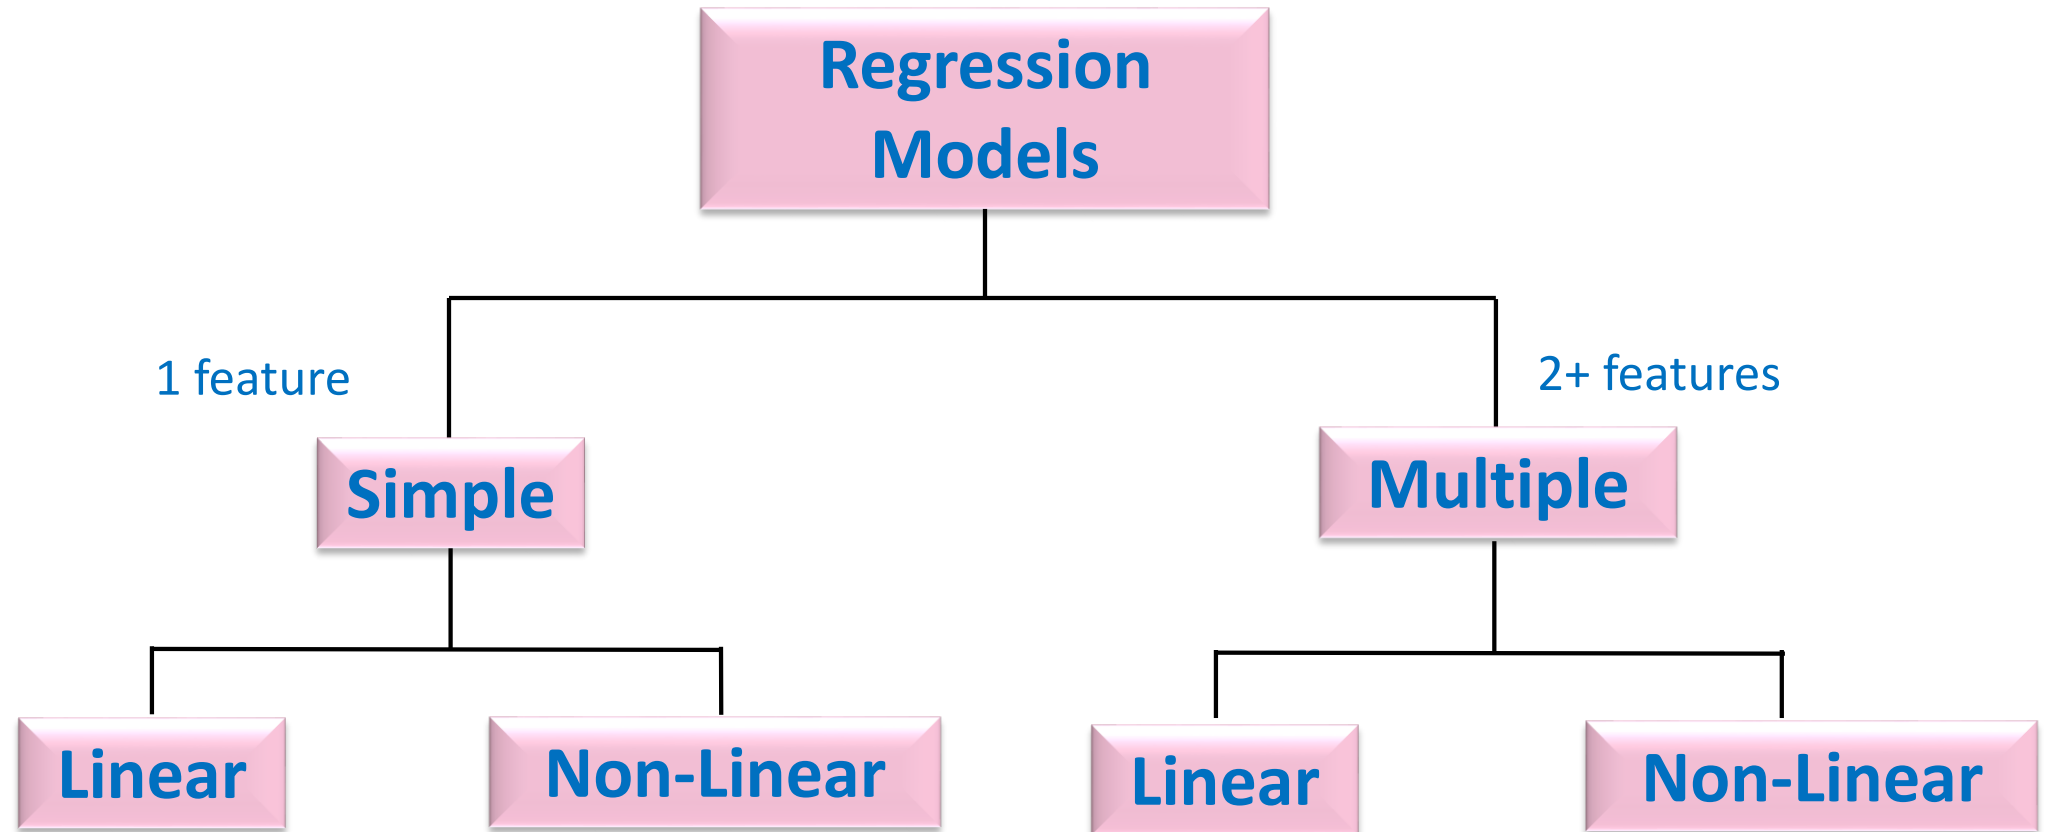 Regression
Models
1 feature
2+ features
Simple
Multiple
Linear
Non-Linear
Linear
Non-Linear